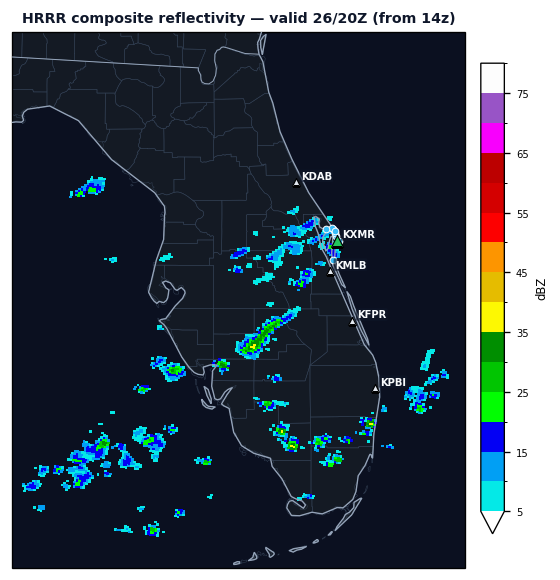 HRRR composite reflectivity — valid 26/20Z (from 14z)
KDAB
KXMR
KMLB
KFPR
KPBI
75
65
55
45
35
25
15
5
dBZ